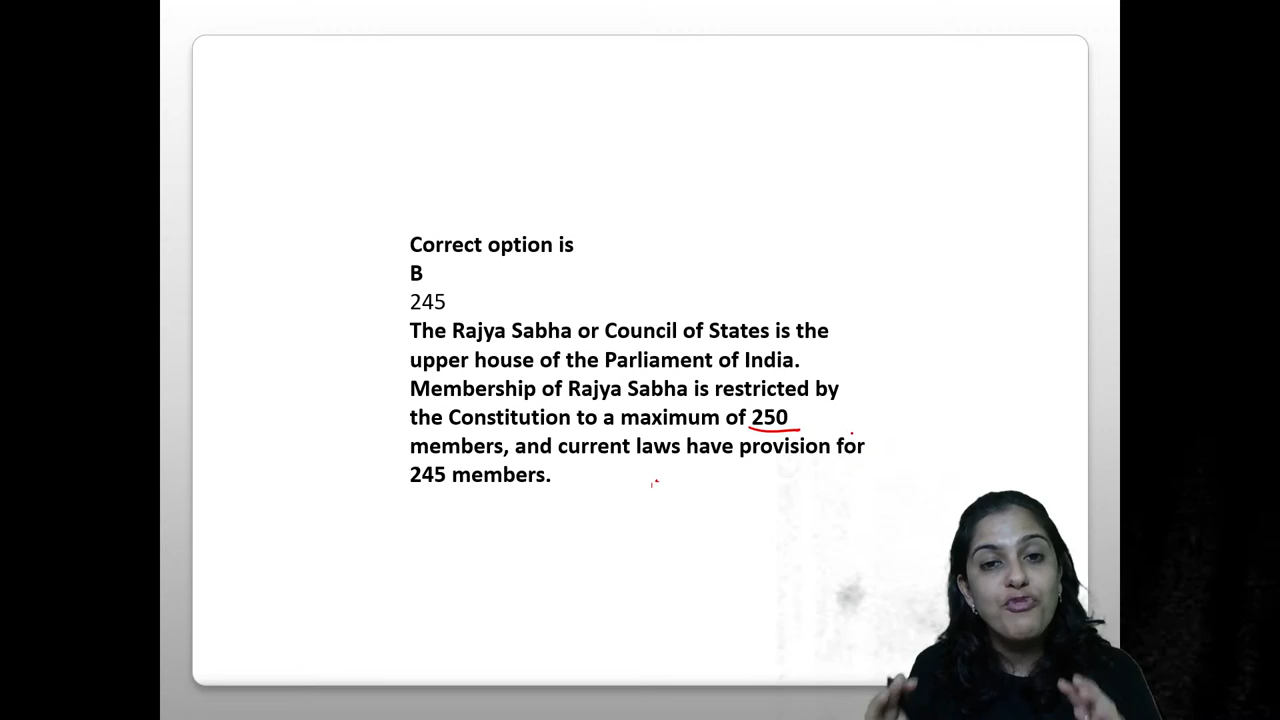 Correct option is
B
245
The Rajya Sabha or Council of States is the
upper house of the Parliament of India.
Membership of Rajya Sabha is restricted by
the Constitution to a maximum of 250
members, and current laws have provision for
245 members.